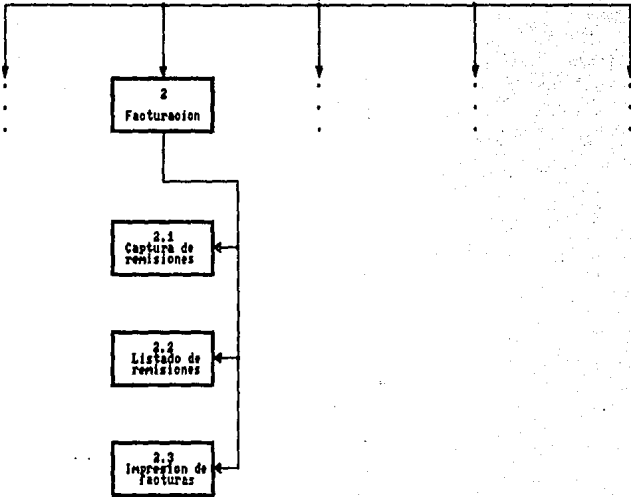 2
Facturacion
2.1
Captura de
remisiones
2.2
Listado de
remisiones
2.3
Impresion de
facturas